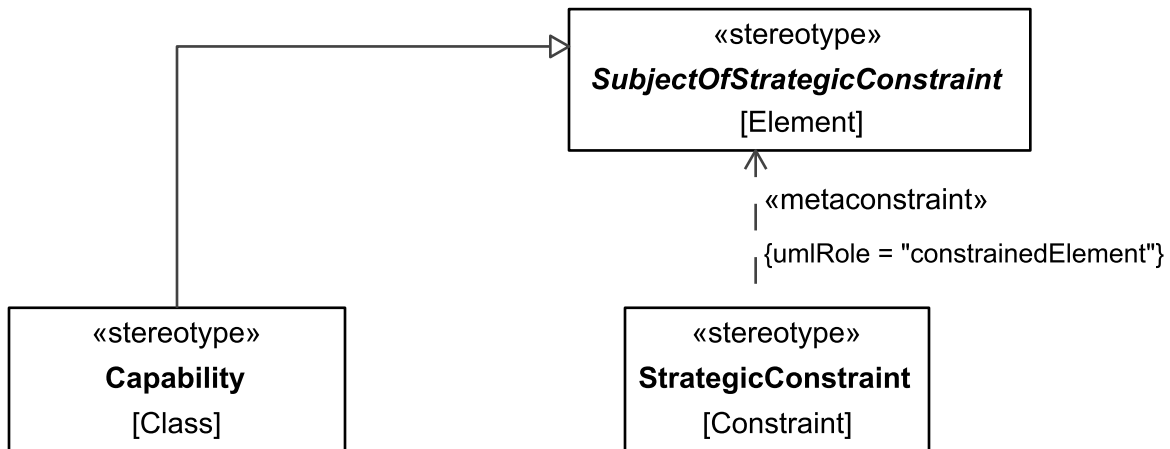 «stereotype»
SubjectOfStrategicConstraint
[Element]
«metaconstraint»
{umlRole = "constrainedElement"}
«stereotype»
Capability
[Class]
«stereotype»
StrategicConstraint
[Constraint]